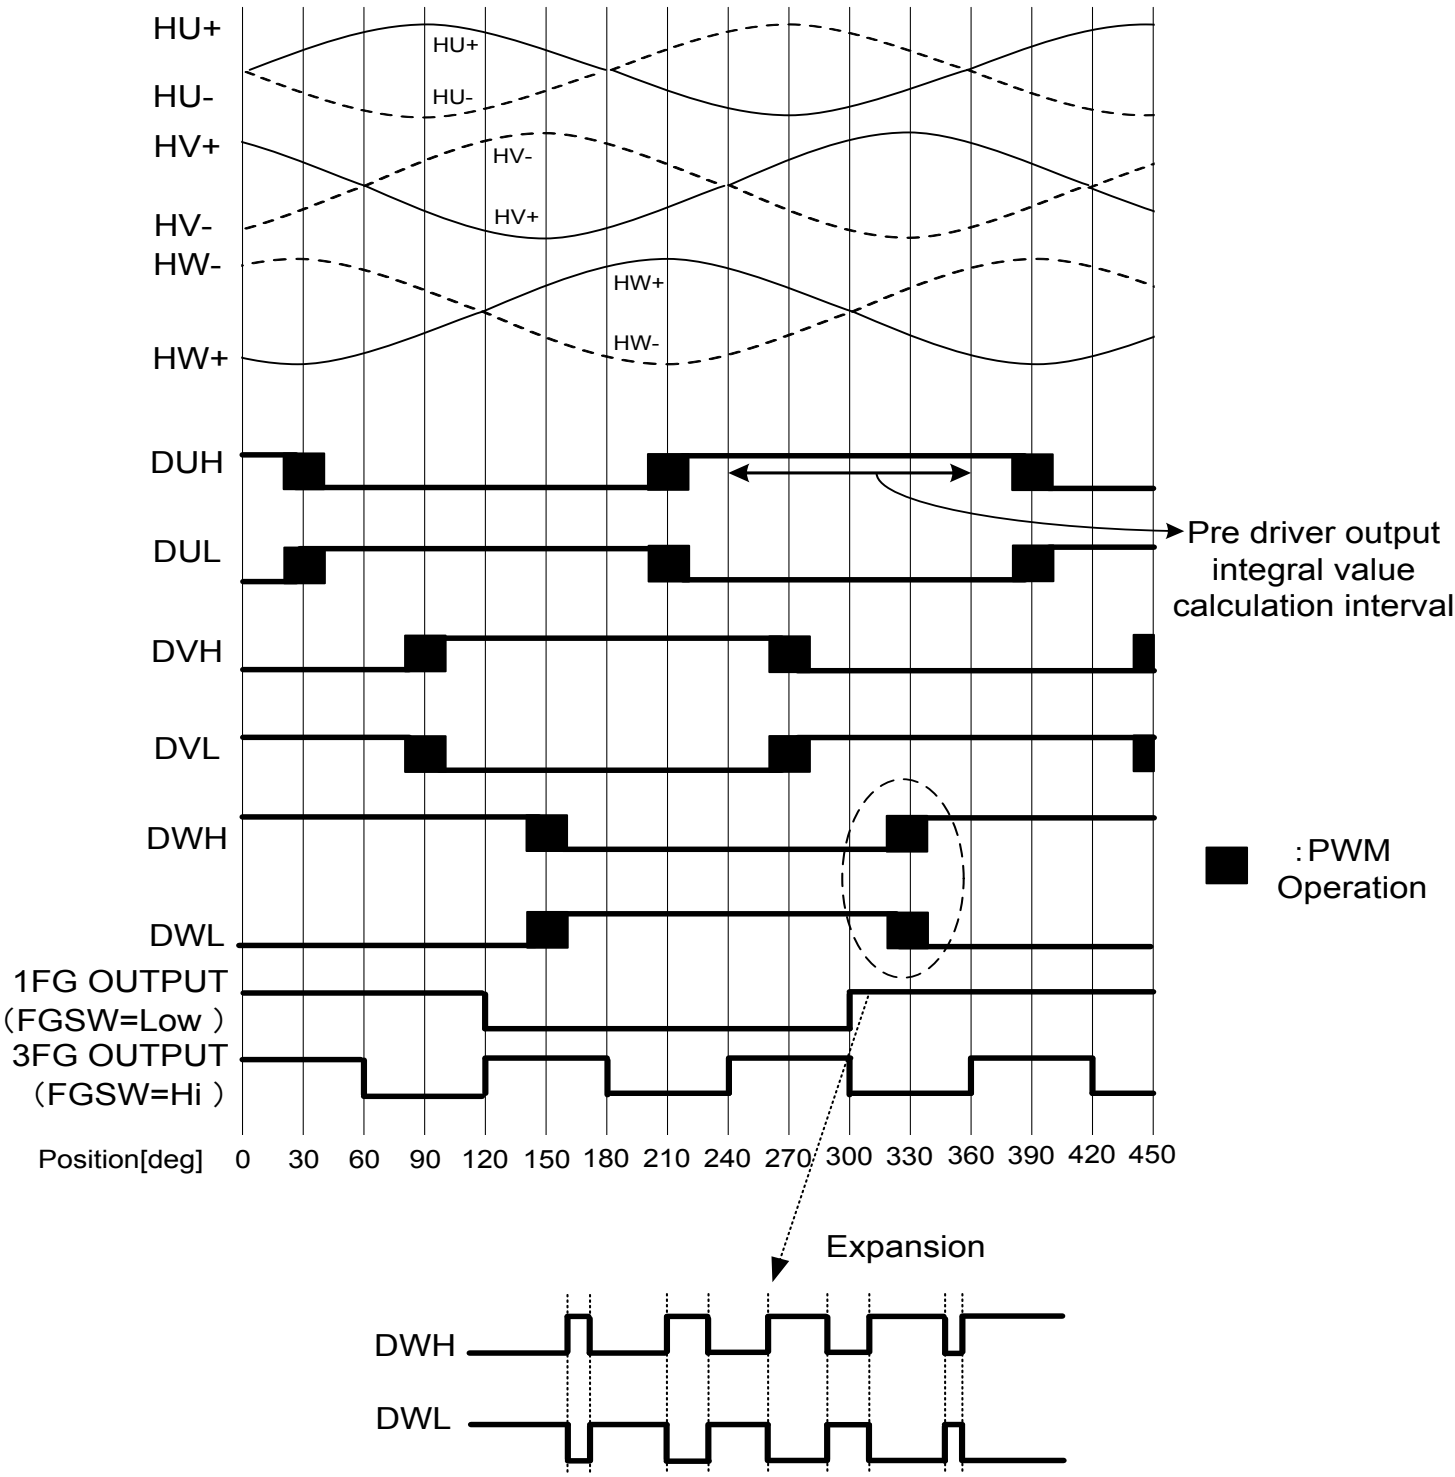 HU+
HU+
HU-
HU-
HV+
HV-
HV-
HV+
HW-
HW+
HW-
HW+
DUH
DUL
Pre driver output
integral value
calculation interval
DVH
DVL
DWH
:PWM
Operation
DWL
1FG OUTPUT
(FGSW=Low )
3FG OUTPUT
(FGSW=Hi )
Position[deg] 0 30 60 90 120 150 180 210 240 270 300 330 360 390 420 450
Expansion
DWH
DWL